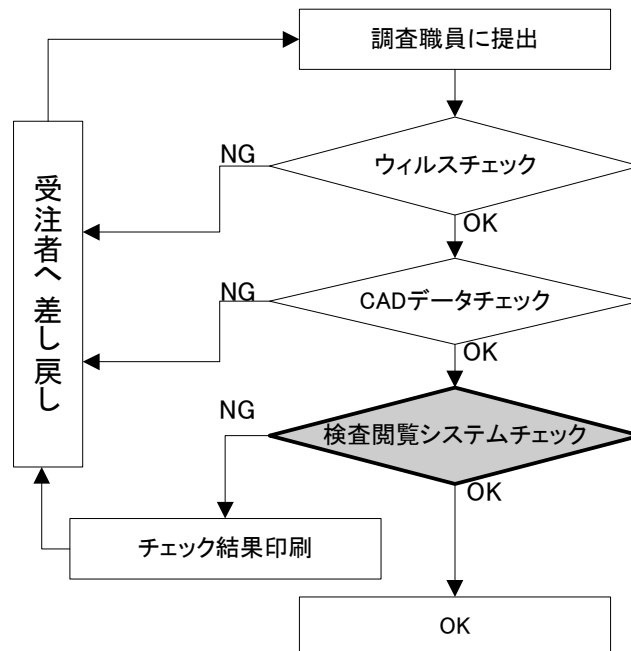 調査職員に提出
NG
ウィルスチェック
OK
受注者へ 差し戻し
NG
CADデータチェック
OK
NG
検査閲覧システムチェック
OK
チェック結果印刷
OK